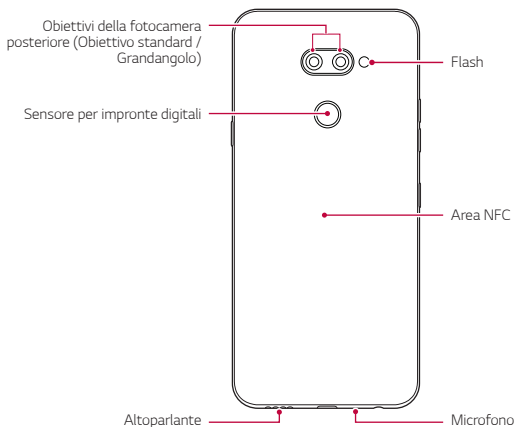 Obiettivi della fotocamera
posteriore (Obiettivo standard /
Grandangolo)
Flash
Sensore per impronte digitali
Area NFC
Altoparlante
Microfono